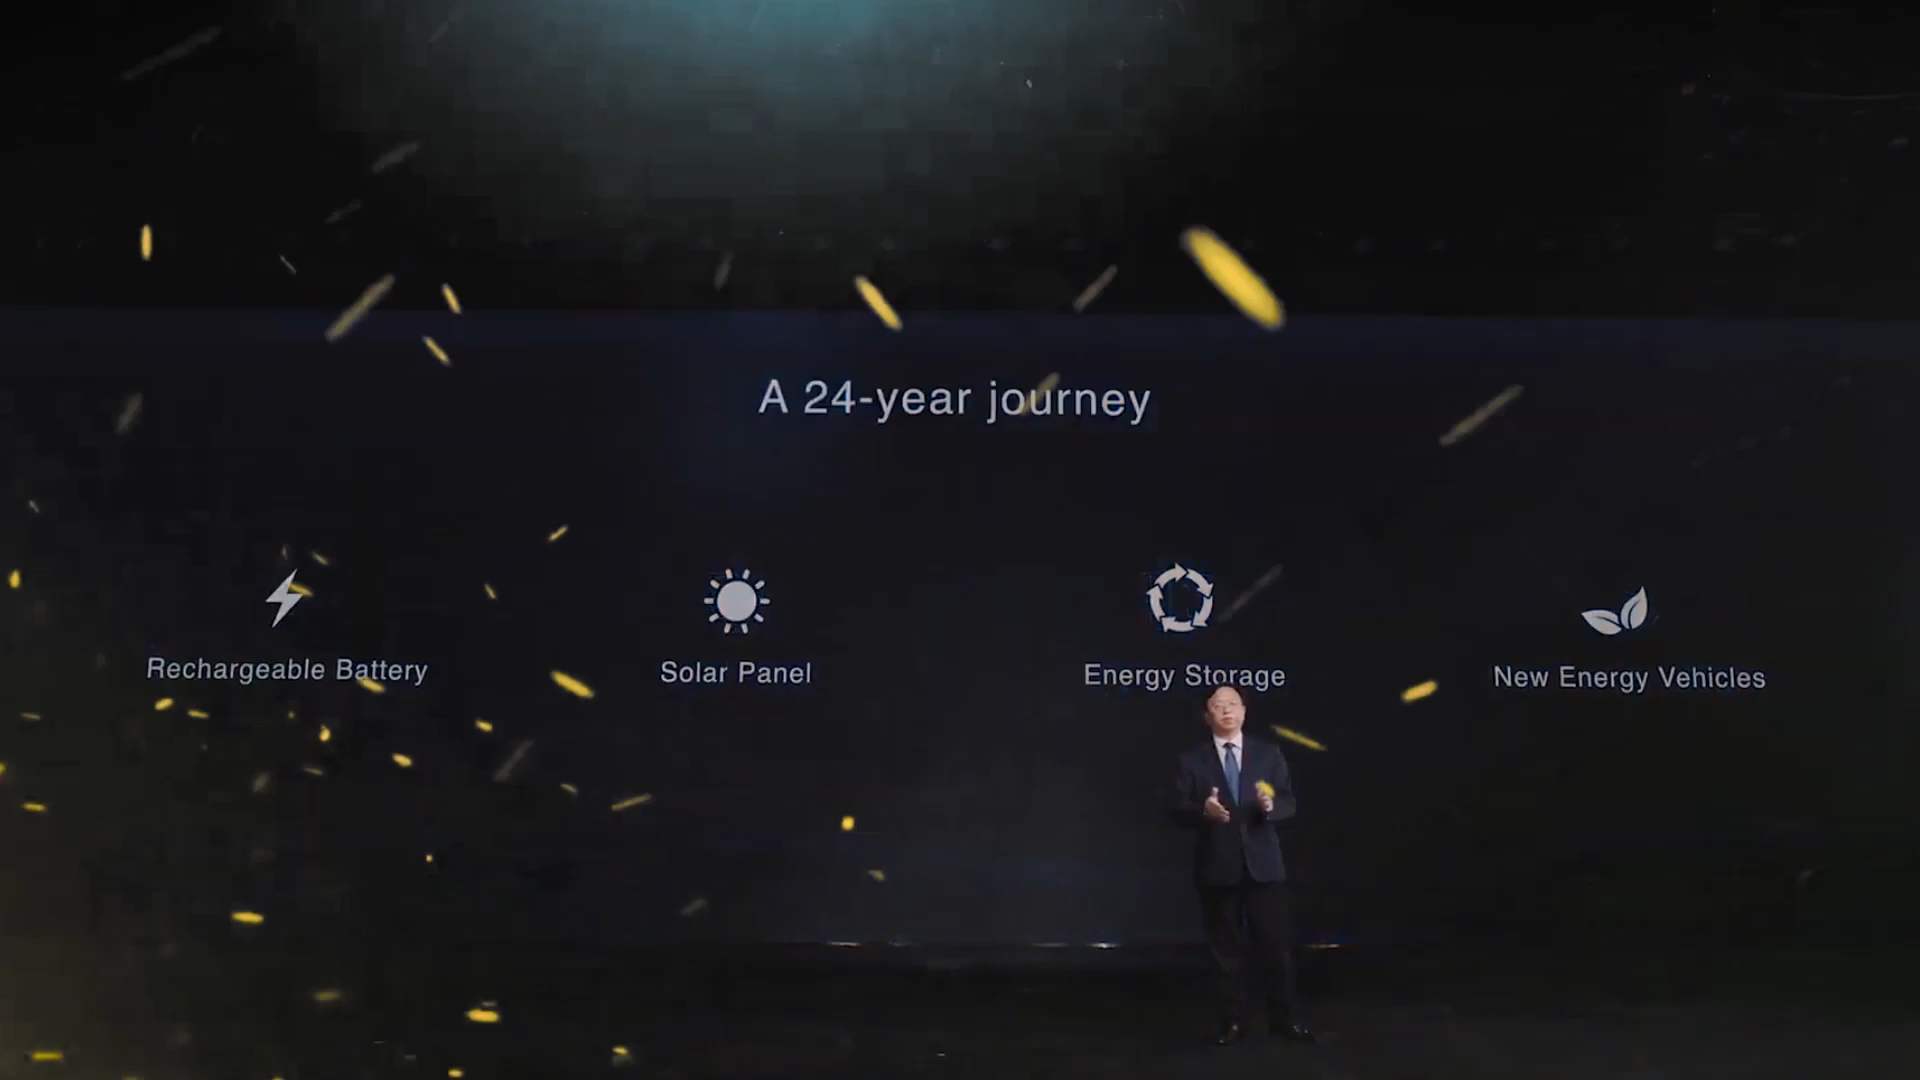 A 24-year journey
Rechargeable Battery
Solar Panel
Energy Storage
New Energy Vehicles